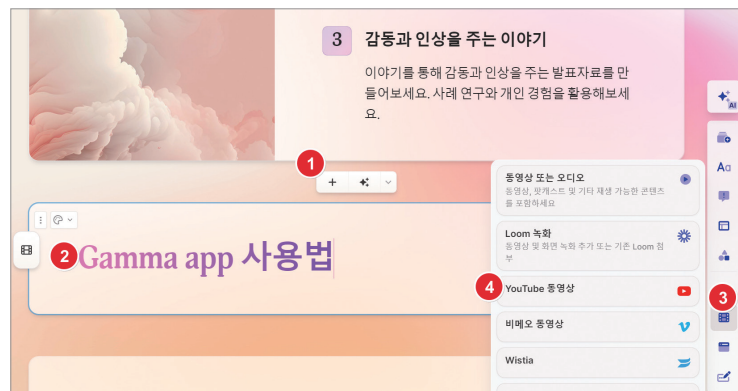 3 감동과 인상을 주는 이야기
이야기를 통해 감동과 인상을 주는 발표자료를 만
들어보세요. 사례 연구와 개인 경험을 활용해보세
요.
AI
1
Aa
동영상 또는 오디오
동영상, 팟캐스트 및 기타 재생 가능한 콘텐츠
를 포함하세요
Loom 녹화
동영상 및 화면 녹화 추가 또는 기존 Loom 첨
부
2 Gamma app 사용법
4 YouTube 동영상
3
비메오 동영상
Wistia